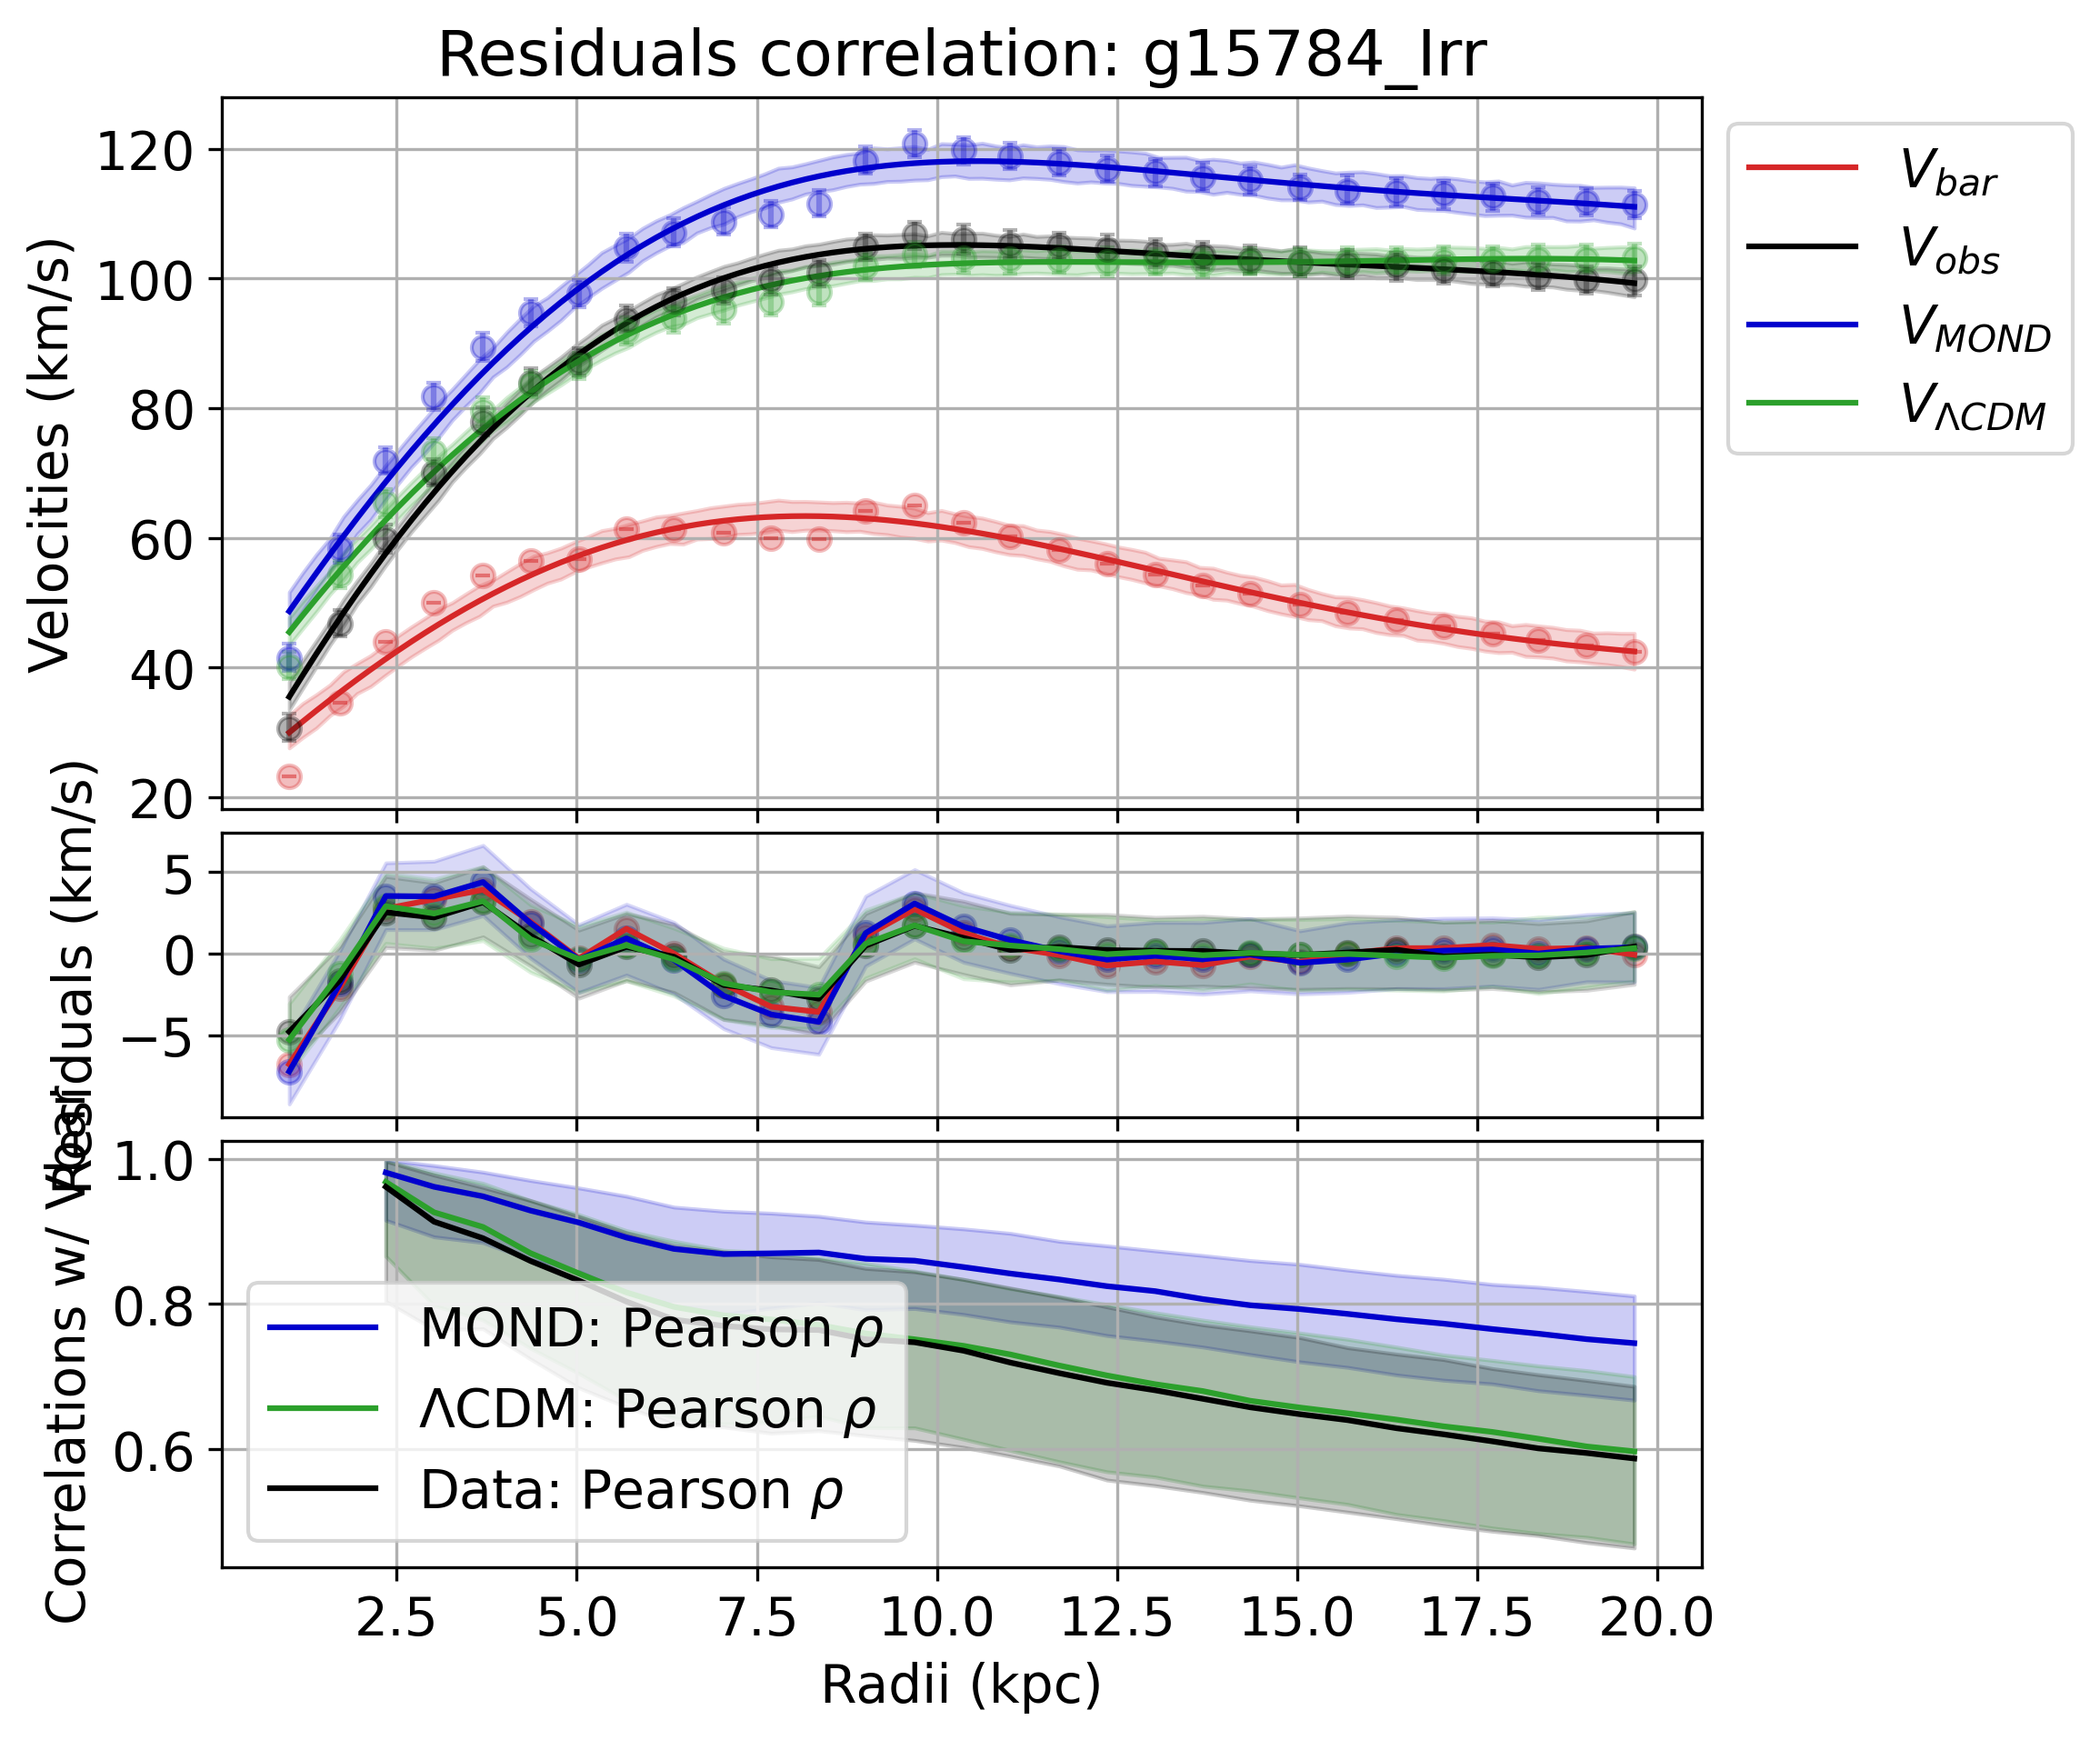 Residuals correlation: g15784_Irr
Velocities (km/s)
120
100
80
60
40
20
V_bar
V_obs
V_MOND
V_ΛCDM
Residuals (km/s)
5
0
−5
Correlations w/ Vbar
1.0
0.8
0.6
MOND: Pearson ρ
ΛCDM: Pearson ρ
Data: Pearson ρ
2.5 5.0 7.5 10.0 12.5 15.0 17.5 20.0
Radii (kpc)